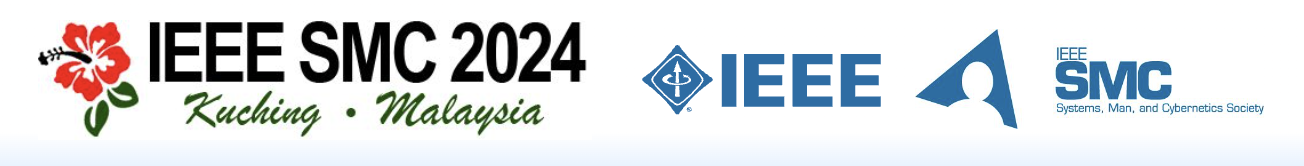 IEEE SMC 2024
Kuching • Malaysia
IEEE
IEEE
SMC
Systems, Man, and Cybernetics Society